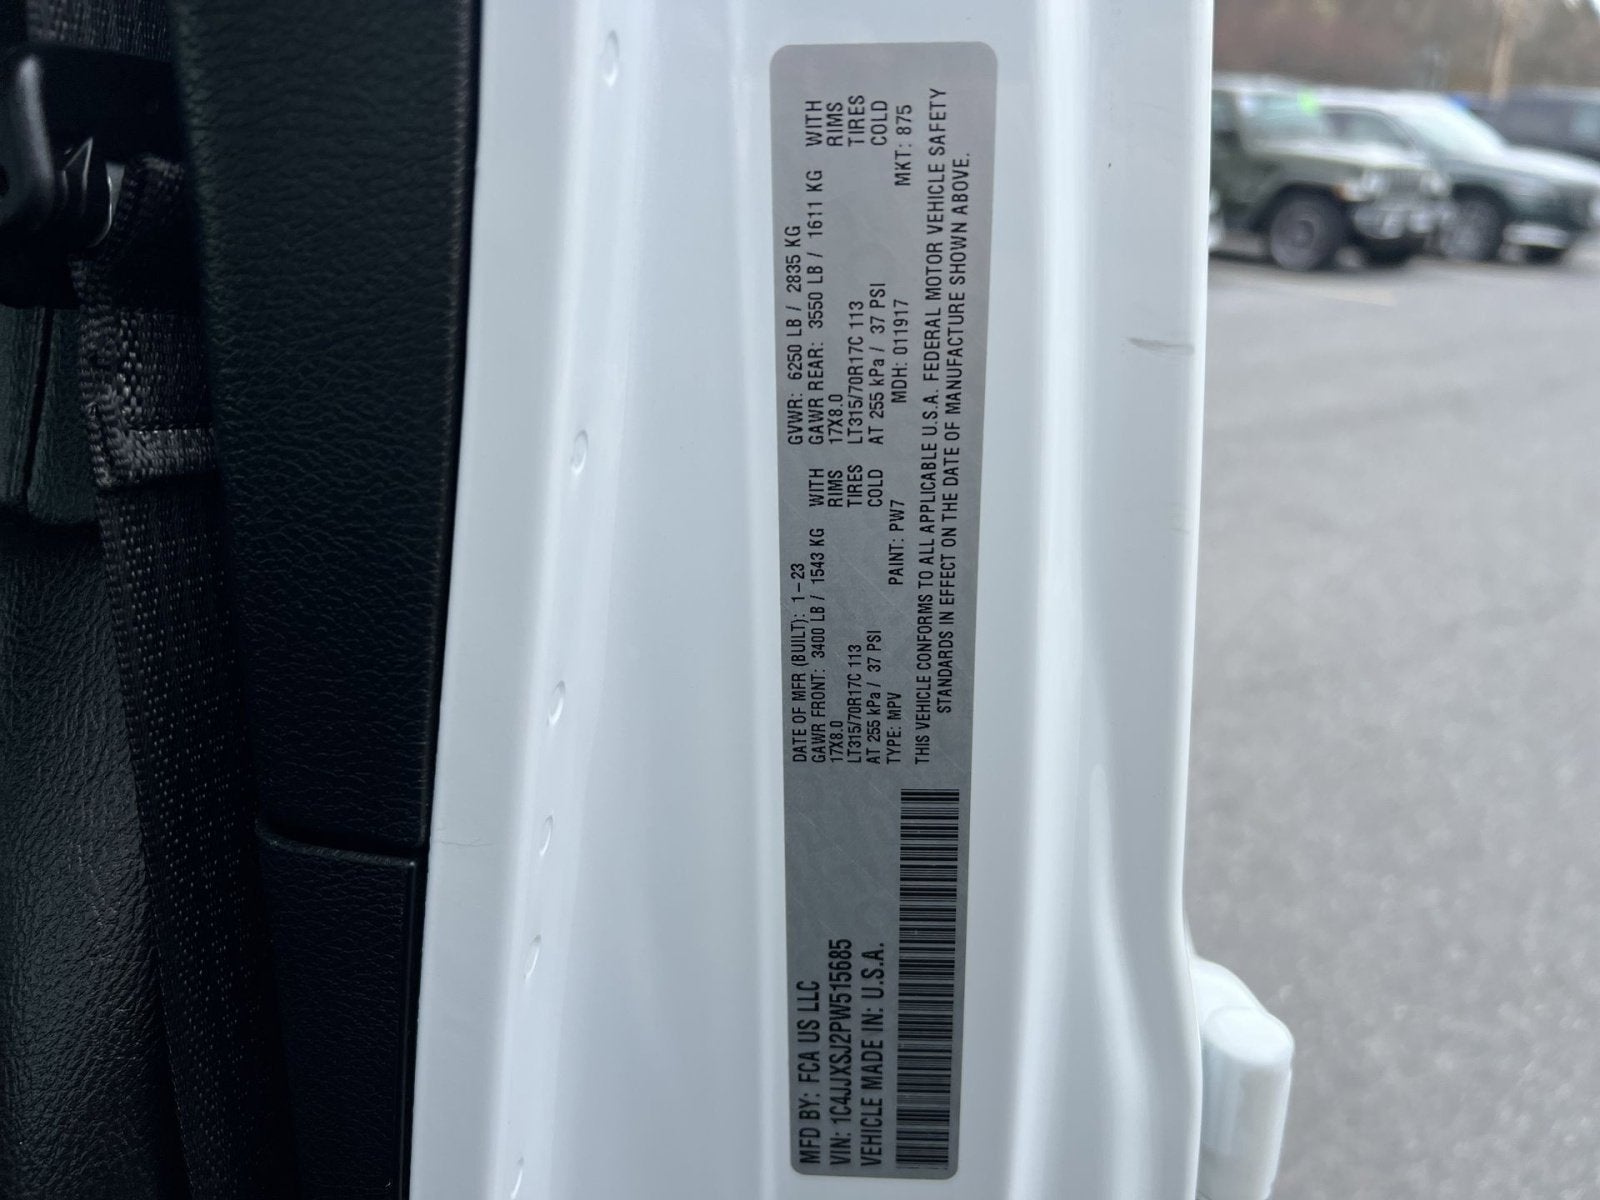 MFD BY: FCA US LLC
VIN: 1C4JJXSJ2PW515685
VEHICLE MADE IN: U.S.A.
DATE OF MFR (BUILT): 1-23 GVWR: 6250 LB / 2835 KG
GAWR FRONT: 3400 LB / 1543 KG WITH GAWR REAR: 3550 LB / 1611 KG WITH
17X8.0 RIMS 17X8.0 RIMS
LT315/70R17C 113 TIRES LT315/70R17C 113 TIRES
AT 255 kPa / 37 PSI COLD AT 255 kPa / 37 PSI COLD
TYPE: MPV PAINT: PW7 MDH: 011917 MKT: 875
THIS VEHICLE CONFORMS TO ALL APPLICABLE U.S.A. FEDERAL MOTOR VEHICLE SAFETY
STANDARDS IN EFFECT ON THE DATE OF MANUFACTURE SHOWN ABOVE.